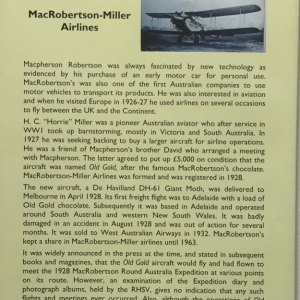 MacRobertson-Miller
Airlines
Macpherson Robertson was always fascinated by new technology as
evidenced by his purchase of an early motor car for personal use.
MacRobertson's was also one of the first Australian companies to use
motor vehicles to transport its products. He was also interested in aviation
and when he visited Europe in 1926-27 he used airlines on several occasions
to fly between the UK and the Continent.
H. C. "Horrie" Miller was a pioneer Australian aviator who after service in
WW1 took up barnstorming, mostly in Victoria and South Australia. In
1927 he was seeking backing to buy a larger aircraft for airline operations.
He was a friend of Macpherson's brother David who arranged a meeting
with Macpherson. The latter agreed to put up £5,000 on condition that the
aircraft was named Old Gold, after the famous MacRobertson's chocolate.
MacRobertson-Miller Airlines was formed and was registered in 1928.
The new aircraft, a De Havilland DH-61 Giant Moth, was delivered to
Melbourne in April 1928. Its first freight flight was to Adelaide with a load of
Old Gold chocolate. Subsequently it was based in Adelaide and operated
around South Australia and western New South Wales. It was badly
damaged in an accident in August 1928 and was out of action for several
months. It was sold to West Australian Airways in 1932. MacRobertson's
kept a share in MacRobertson-Miller airlines until 1963.
It was widely announced in the press at the time, and stated in subsequent
books and magazines, that the Old Gold aircraft would fly and had flown to
meet the 1928 MacRobertson Round Australia Expedition at various points
on its route. However, an examination of the Expedition diary and
photograph albums, held by the RHSV, gives no indication that any such
flights and meetings ever occurred. Also although the operations of Old